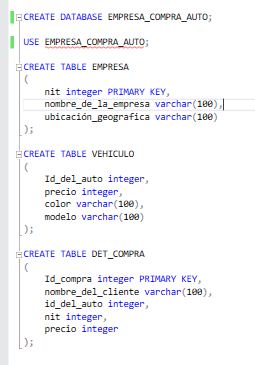 CREATE DATABASE EMPRESA_COMPRA_AUTO;
USE EMPRESA_COMPRA_AUTO;
CREATE TABLE EMPRESA
(
nit integer PRIMARY KEY,
nombre_de_la_empresa varchar(100),
ubicación_geografica varchar(100)
);
CREATE TABLE VEHICULO
(
Id_del_auto integer,
precio integer,
color varchar(100),
modelo varchar(100)
);
CREATE TABLE DET_COMPRA
(
Id_compra integer PRIMARY KEY,
nombre_del_cliente varchar(100),
id_del_auto integer,
nit integer,
precio integer
);